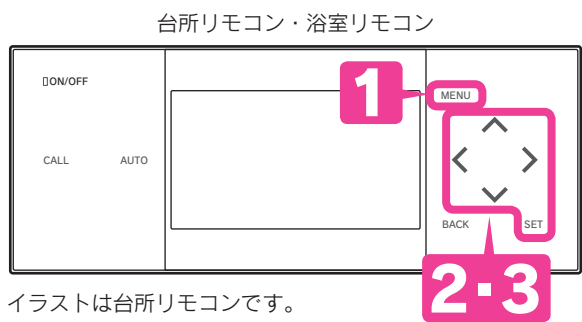 台所リモコン・浴室リモコン
▯ON/OFF
1
MENU
CALL AUTO
BACK SET
2・3
イラストは台所リモコンです。